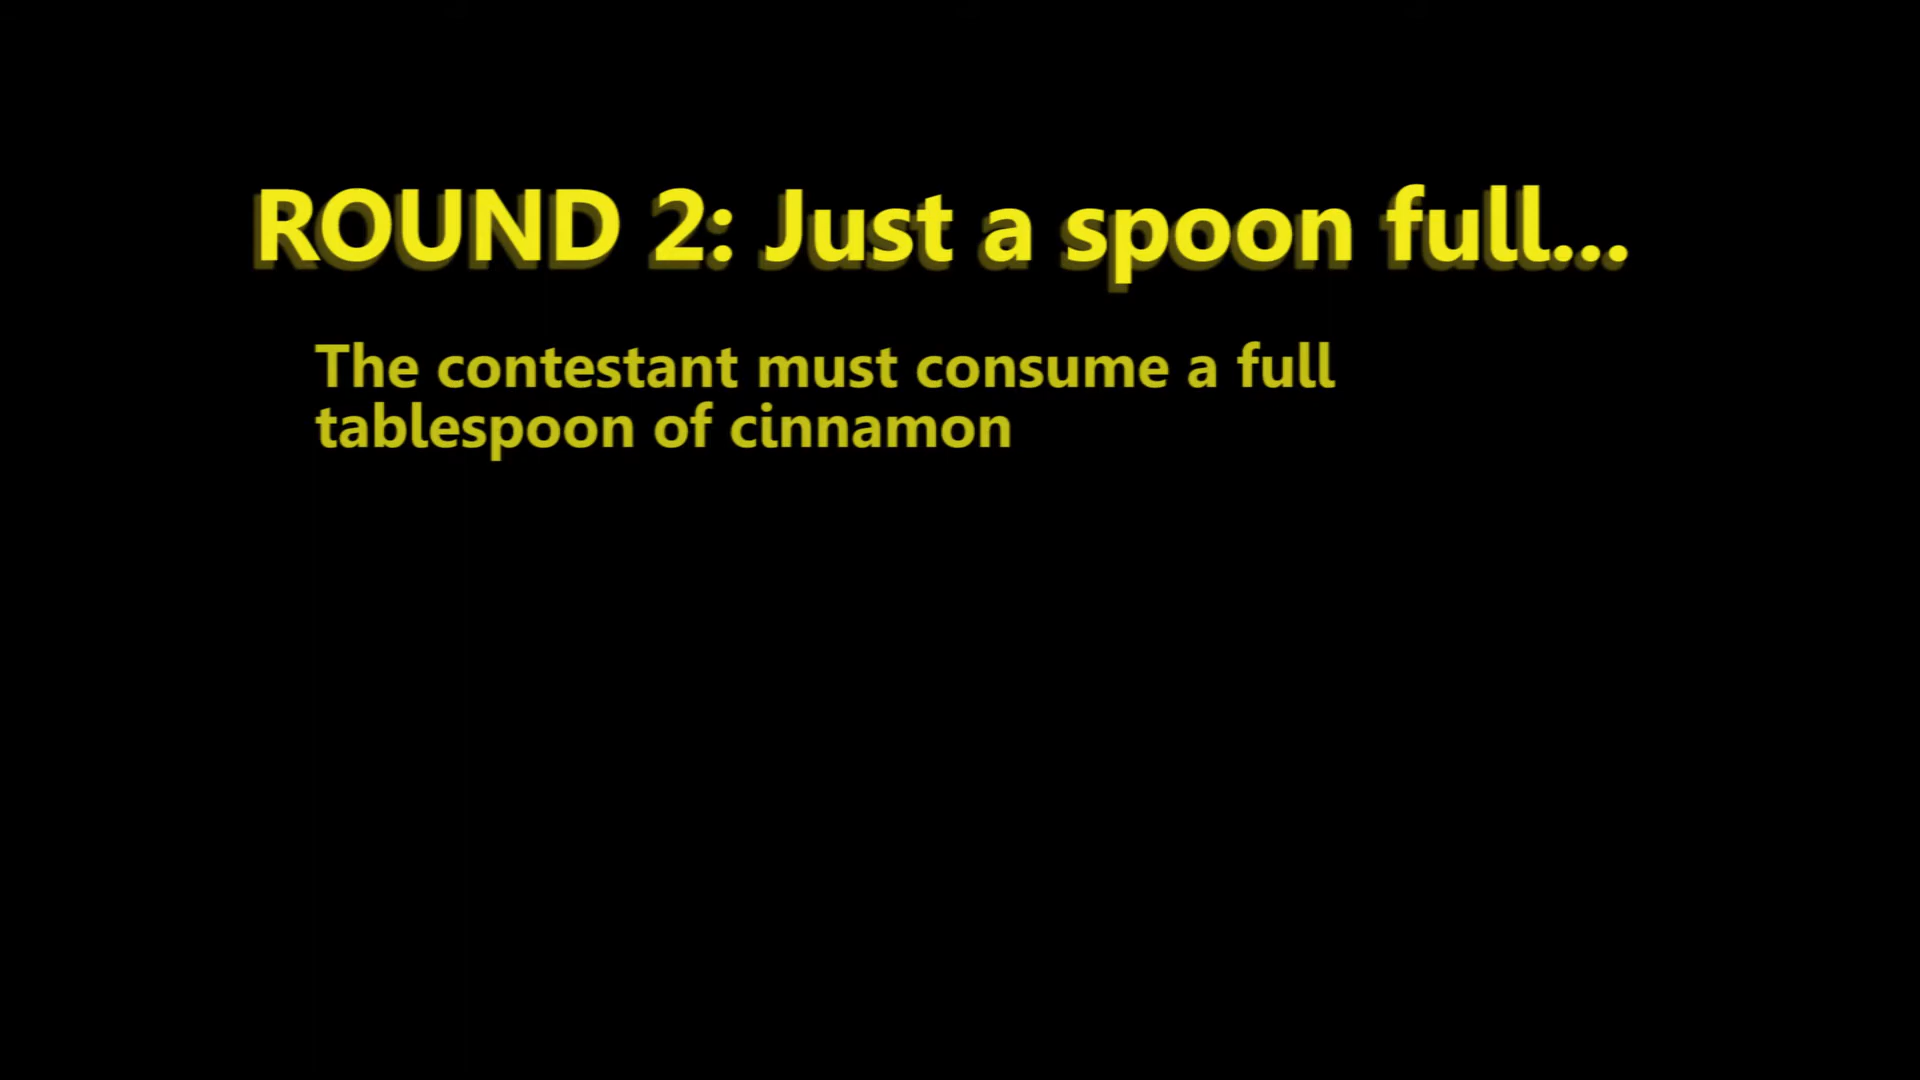 ROUND 2: Just a spoon full...
The contestant must consume a full
tablespoon of cinnamon